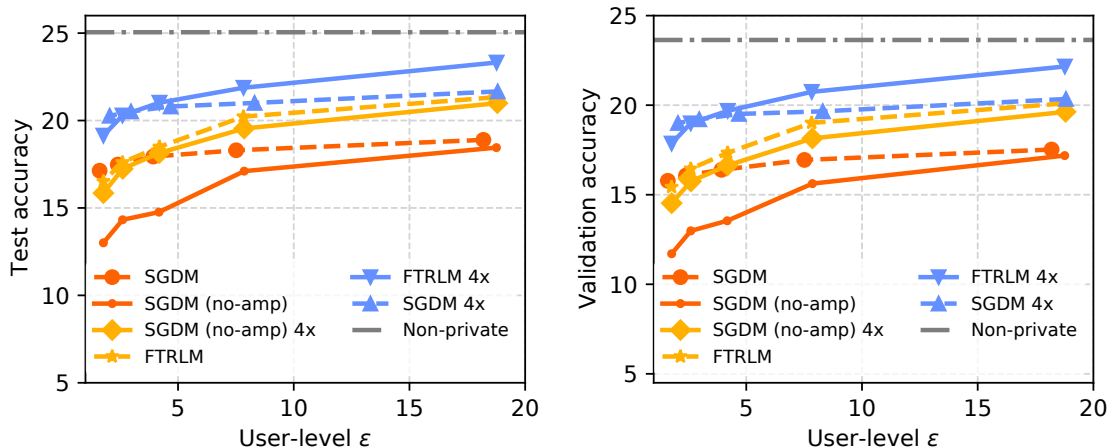 25
20
15
10
5
Test accuracy
5
10
15
20
User-level ε
SGDM
SGDM (no-amp)
SGDM (no-amp) 4x
FTRLM
FTRLM 4x
SGDM 4x
Non-private
25
20
15
10
5
Validation accuracy
5
10
15
20
User-level ε
SGDM
SGDM (no-amp)
SGDM (no-amp) 4x
FTRLM
FTRLM 4x
SGDM 4x
Non-private